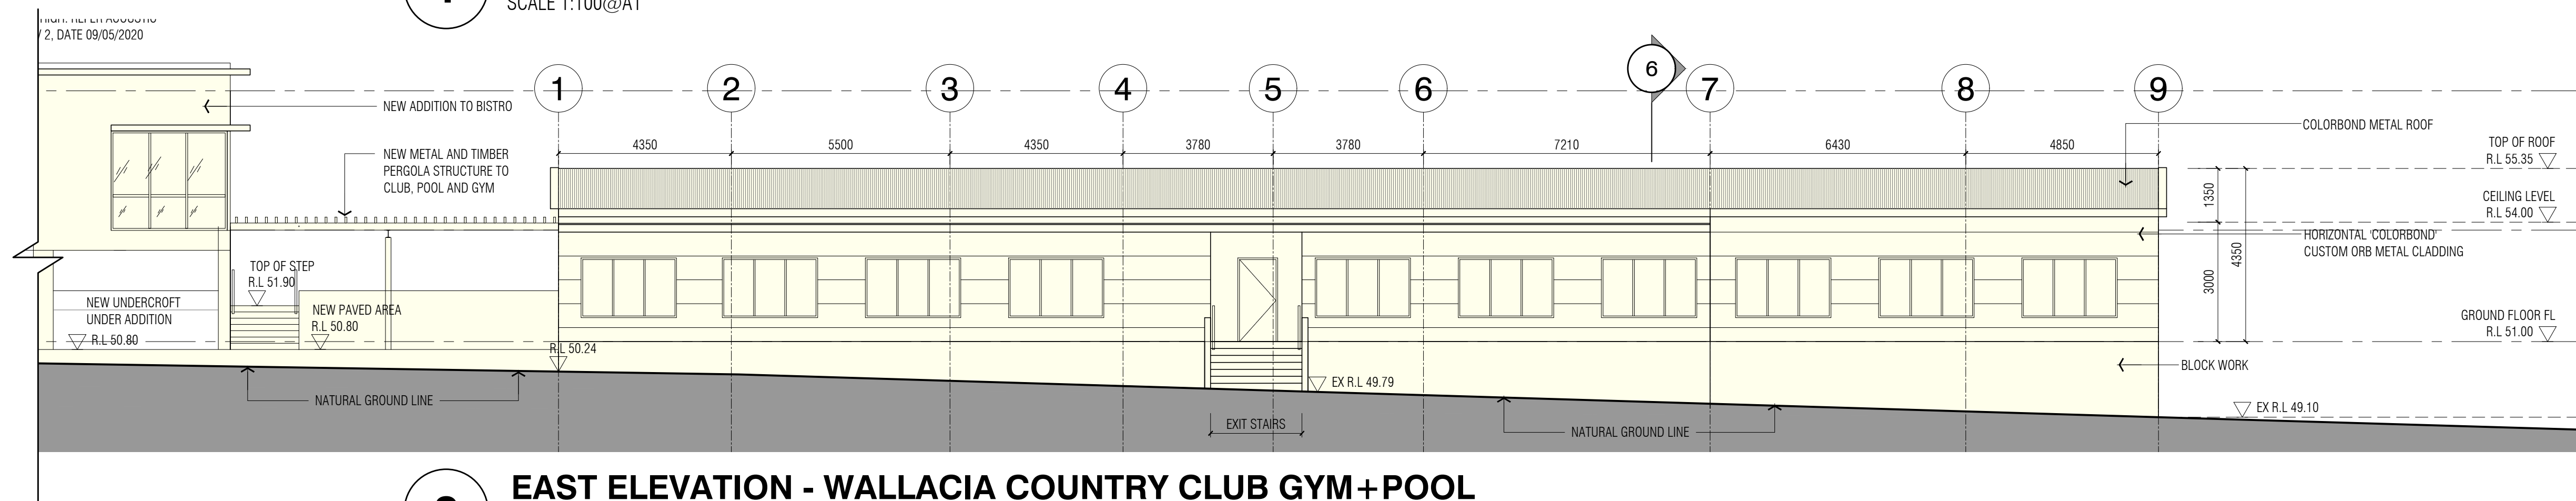 SCALE 1:100@A1
/ 2, DATE 09/05/2020
6
1 2 3 4 5 6 7 8 9
NEW ADDITION TO BISTRO
COLORBOND METAL ROOF
4350 5500 4350 3780 3780 7210 6430 4850
TOP OF ROOF
R.L 55.35
NEW METAL AND TIMBER
PERGOLA STRUCTURE TO
CLUB, POOL AND GYM
1350
CEILING LEVEL
R.L 54.00
HORIZONTAL 'COLORBOND'
CUSTOM ORB METAL CLADDING
4350
3000
TOP OF STEP
R.L 51.90
NEW UNDERCROFT
UNDER ADDITION
R.L 50.80
NEW PAVED AREA
R.L 50.80
GROUND FLOOR FL
R.L 51.00
R.L 50.24
BLOCK WORK
EX R.L 49.79
NATURAL GROUND LINE
EX R.L 49.10
EXIT STAIRS
NATURAL GROUND LINE
EAST ELEVATION - WALLACIA COUNTRY CLUB GYM+POOL